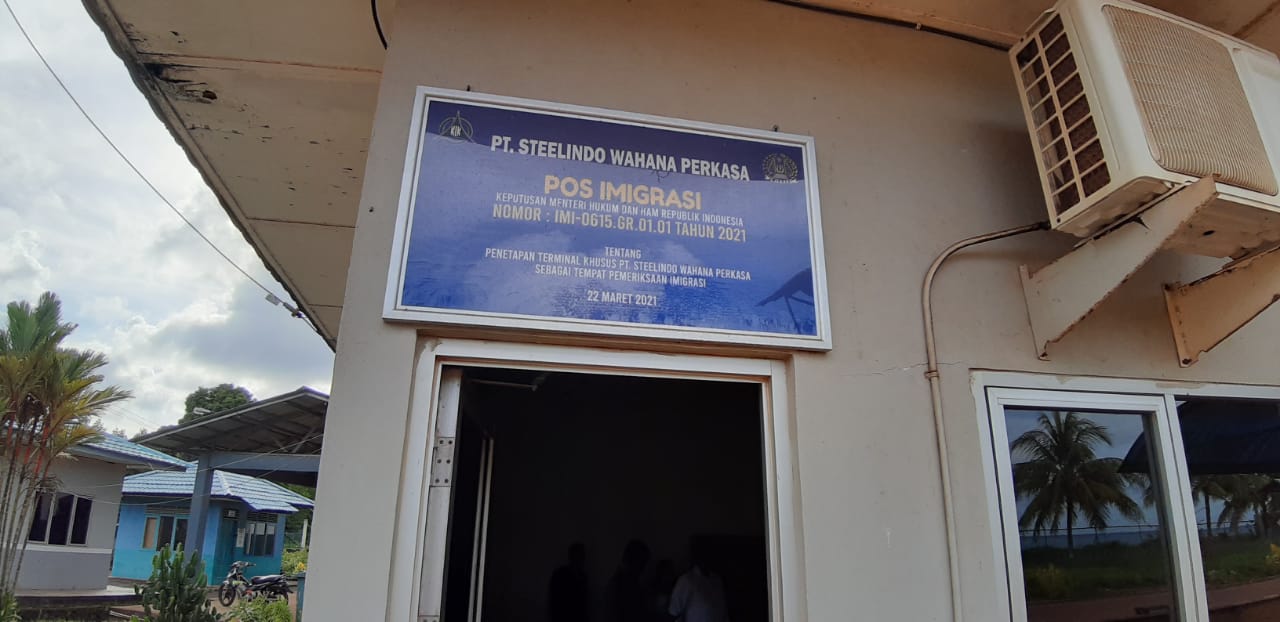 KLK
PT. STEELINDO WAHANA PERKASA
POS IMIGRASI
KEPUTUSAN MENTERI HUKUM DAN HAM REPUBLIK INDONESIA
NOMOR : IMI-0615.GR.01.01 TAHUN 2021
TENTANG
PENETAPAN TERMINAL KHUSUS PT. STEELINDO WAHANA PERKASA
SEBAGAI TEMPAT PEMERIKSAAN IMIGRASI
22 MARET 2021